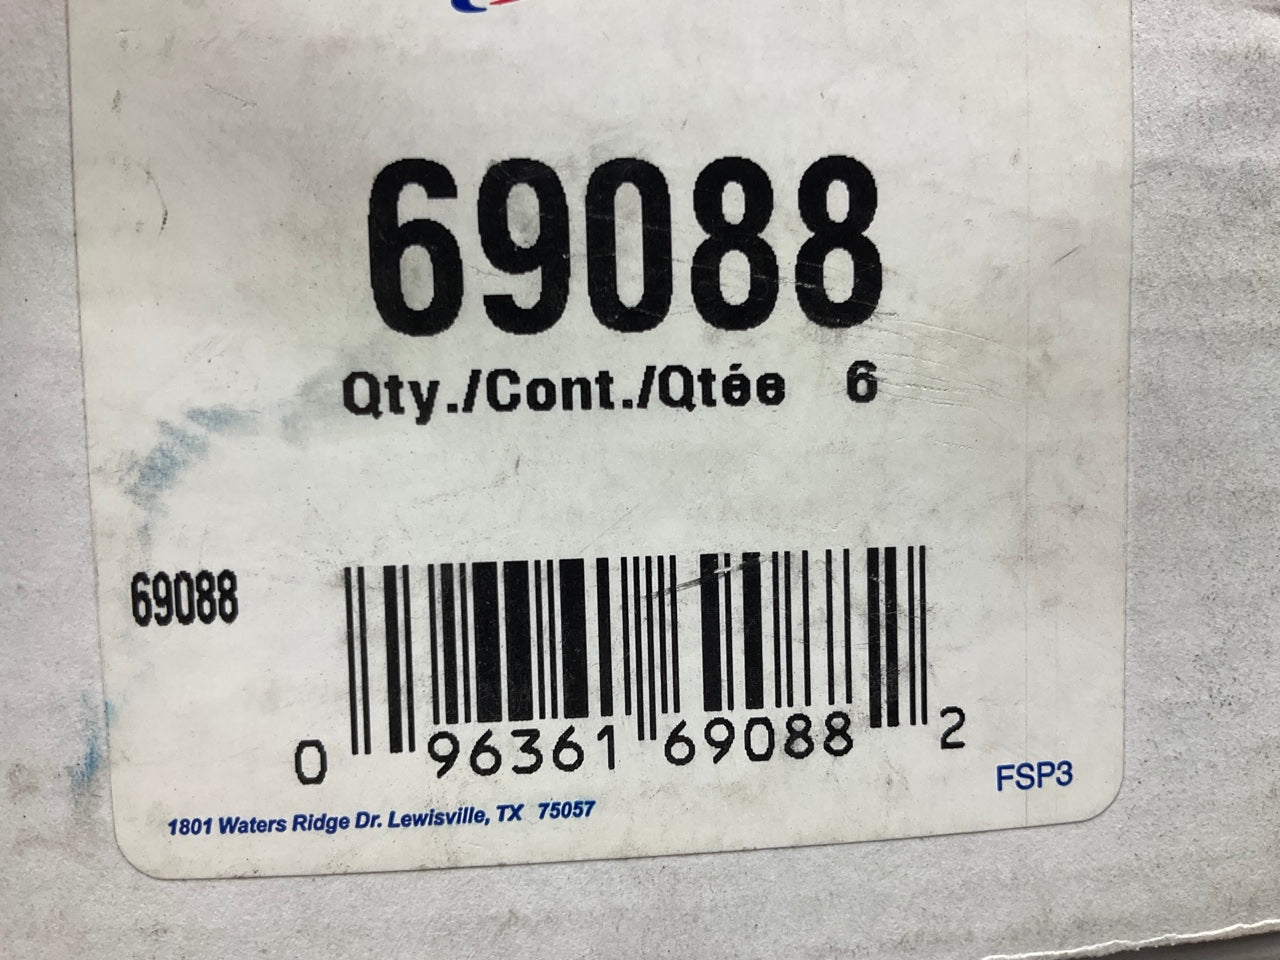 69088
Qty./Cont./Qtée 6
69088
0 96361 69088 2
FSP3
1801 Waters Ridge Dr. Lewisville, TX 75057